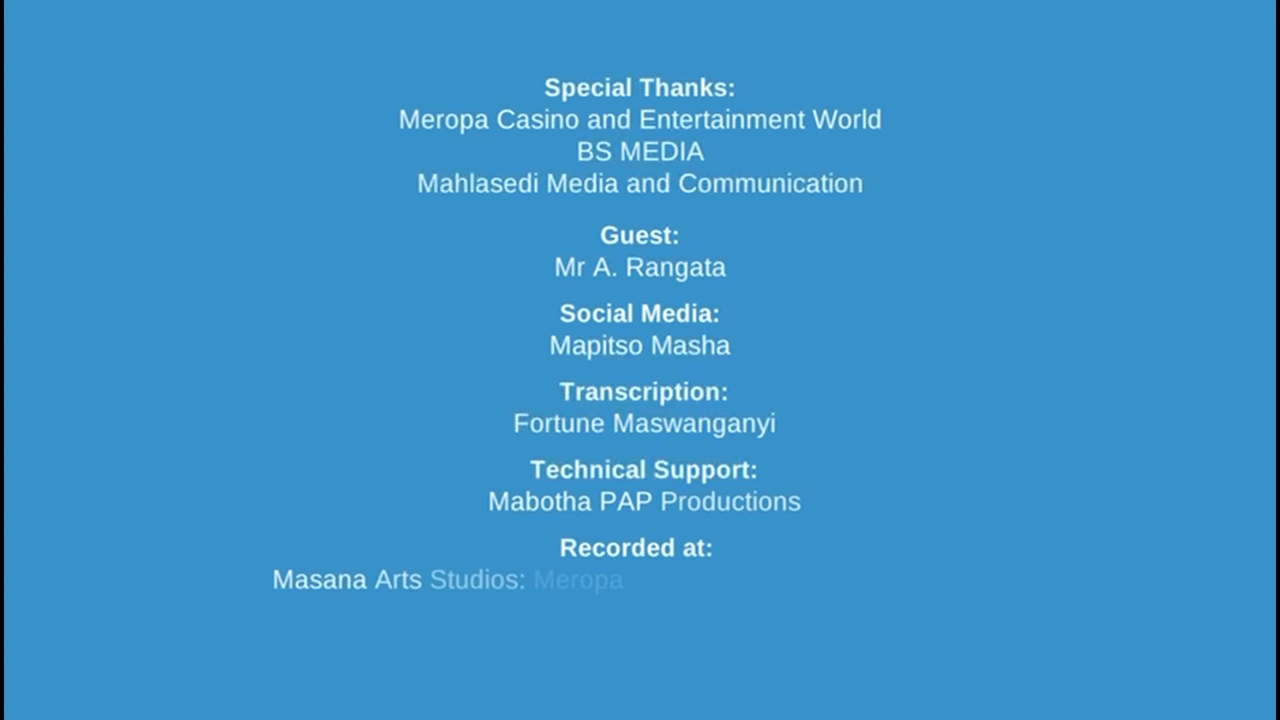 Special Thanks:
Meropa Casino and Entertainment World
BS MEDIA
Mahlasedi Media and Communication
Guest:
Mr A. Rangata
Social Media:
Mapitso Masha
Transcription:
Fortune Maswanganyi
Technical Support:
Mabotha PAP Productions
Recorded at:
Masana Arts Studios: Meropa